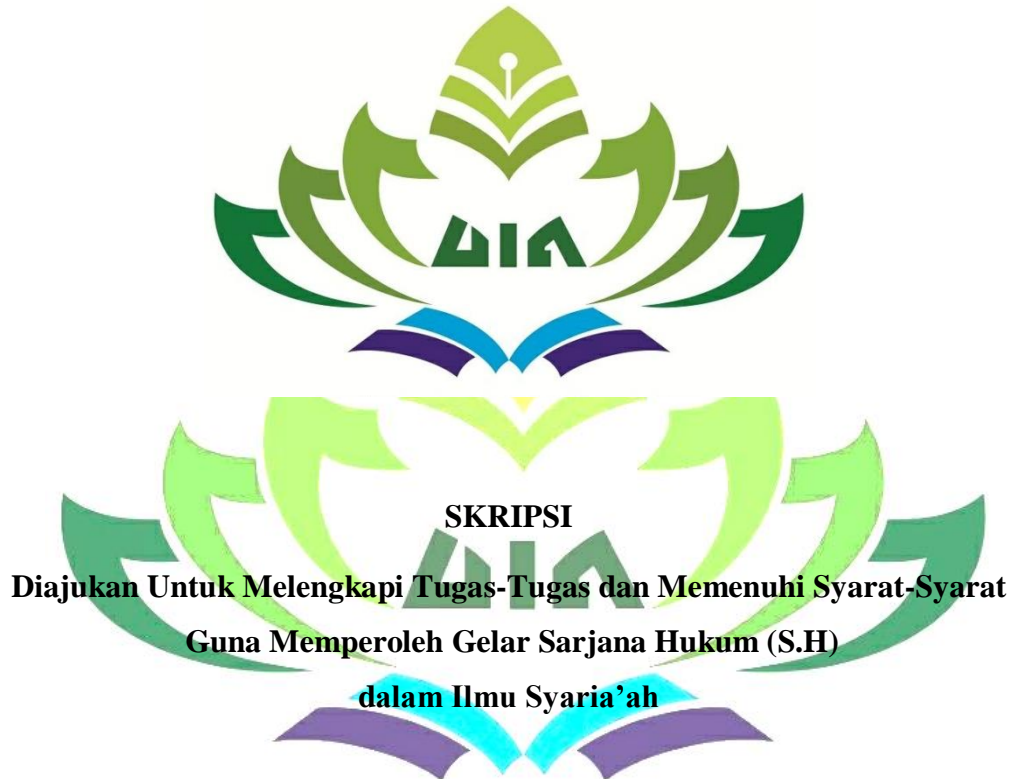 UIN
SKRIPSI
Diajukan Untuk Melengkapi Tugas-Tugas dan Memenuhi Syarat-Syarat
Guna Memperoleh Gelar Sarjana Hukum (S.H)
dalam Ilmu Syaria’ah
UIN